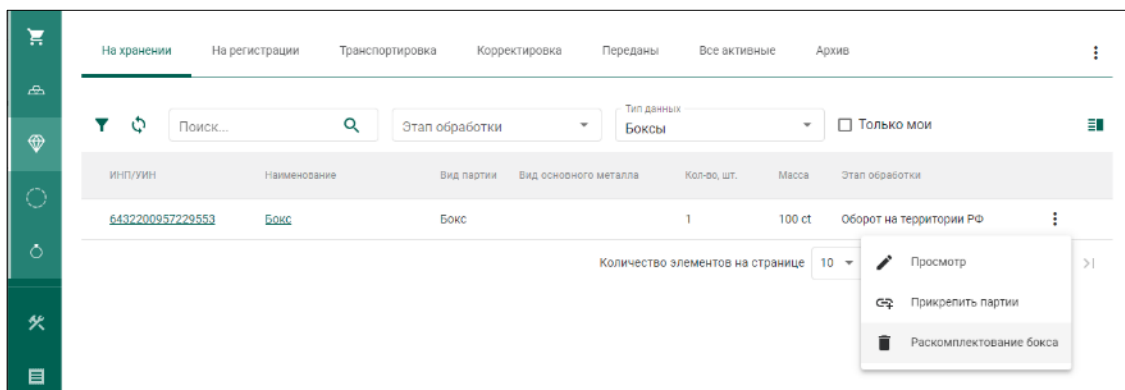 На хранении На регистрации Транспортировка Корректировка Переданы Все активные Архив
Тип данных
Поиск... Этап обработки Боксы Только мои
ИНП/УИН Наименование Вид партии Вид основного металла Кол-во, шт. Масса Этап обработки
6432200957229553 Бокс Бокс 1 100 ct Оборот на территории РФ
Количество элементов на странице 10
Просмотр
Прикрепить партии
Раскомплектование бокса